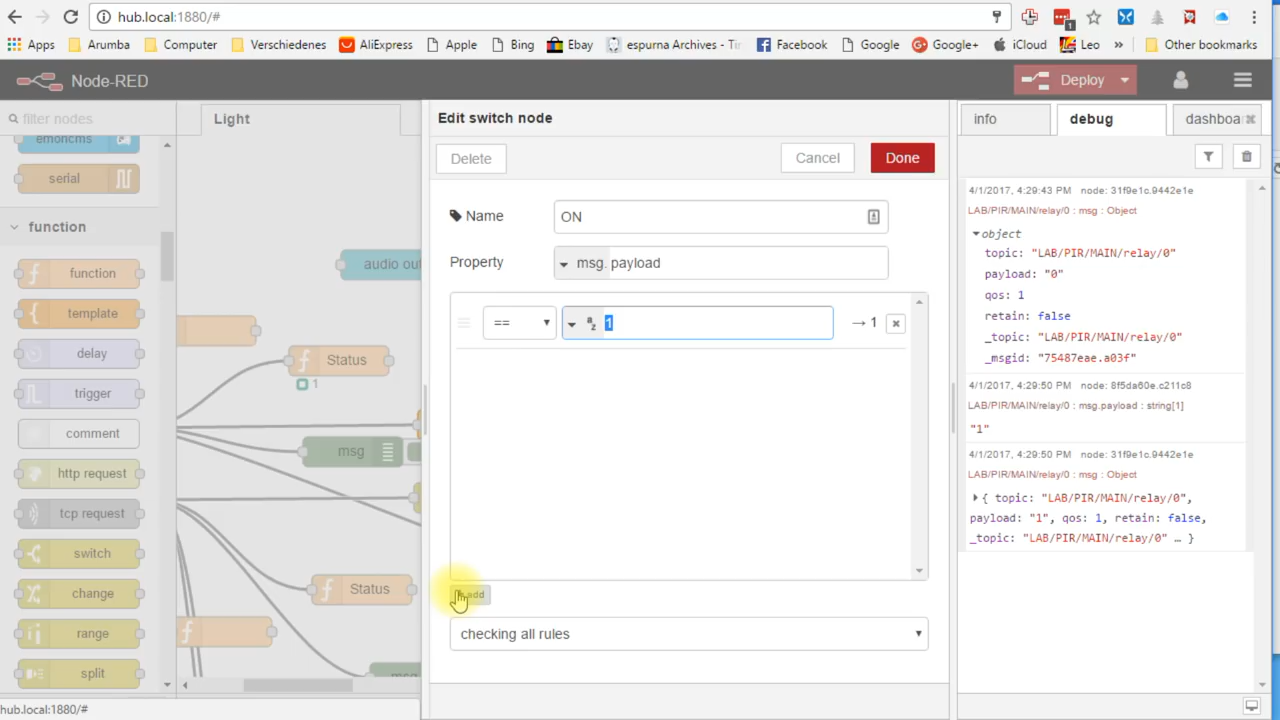 hub.local:1880/#
1
Apps Arumba Computer Verschiedenes AliExpress Apple Bing Ebay espurna Archives - Tir Facebook Google Google+ iCloud Leo » Other bookmarks
Node-RED
Deploy
filter nodes
emoncms
serial
function
function
template
delay
trigger
comment
http request
tcp request
switch
change
range
split
Light
audio out
Status
1
msg
Status
msg
Edit switch node
Delete
Cancel
Done
Name
ON
Property
msg. payload
==
a z
1
→ 1
add
checking all rules
info
debug
dashboa
4/1/2017, 4:29:43 PM node: 31f9e1c.9442e1e
LAB/PIR/MAIN/relay/0 : msg : Object
object
topic: "LAB/PIR/MAIN/relay/0"
payload: "0"
qos: 1
retain: false
_topic: "LAB/PIR/MAIN/relay/0"
_msgid: "75487eae.a03f"
4/1/2017, 4:29:50 PM node: 8f5da60e.c211c8
LAB/PIR/MAIN/relay/0 : msg.payload : string[1]
"1"
4/1/2017, 4:29:50 PM node: 31f9e1c.9442e1e
LAB/PIR/MAIN/relay/0 : msg : Object
{ topic: "LAB/PIR/MAIN/relay/0",
payload: "1", qos: 1, retain: false,
_topic: "LAB/PIR/MAIN/relay/0" … }
hub.local:1880/#